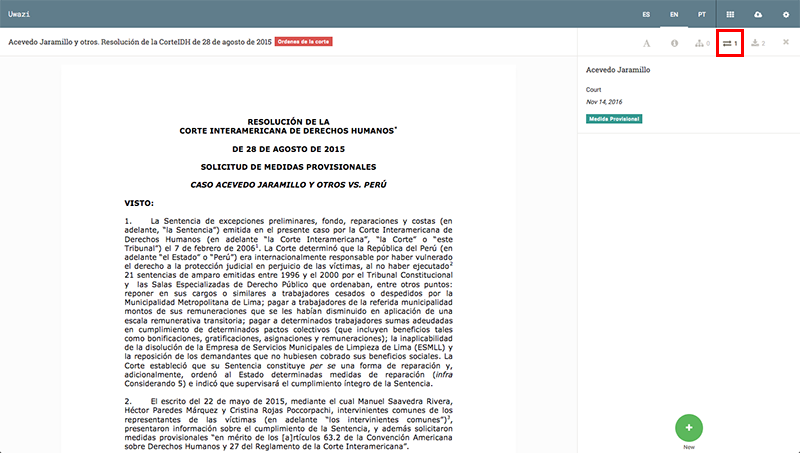 Uwazi
ES EN PT
Acevedo Jaramillo y otros. Resolución de la CorteIDH de 28 de agosto de 2015 Ordenes de la corte
A 0 1 2
RESOLUCIÓN DE LA
CORTE INTERAMERICANA DE DERECHOS HUMANOS*
DE 28 DE AGOSTO DE 2015
SOLICITUD DE MEDIDAS PROVISIONALES
CASO ACEVEDO JARAMILLO Y OTROS VS. PERÚ
VISTO:
1. La Sentencia de excepciones preliminares, fondo, reparaciones y costas (en
adelante, “la Sentencia”) emitida en el presente caso por la Corte Interamericana de
Derechos Humanos (en adelante “la Corte Interamericana”, “la Corte” o “este
Tribunal”) el 7 de febrero de 2006¹. La Corte determinó que la República del Perú (en
adelante “el Estado” o “Perú”) era internacionalmente responsable por haber vulnerado
el derecho a la protección judicial en perjuicio de las víctimas, al no haber ejecutado²
21 sentencias de amparo emitidas entre 1996 y el 2000 por el Tribunal Constitucional
y las Salas Especializadas de Derecho Público que ordenaban, entre otros puntos:
reponer en sus cargos o similares a trabajadores cesados o despedidos por la
Municipalidad Metropolitana de Lima; pagar a trabajadores de la referida municipalidad
montos de sus remuneraciones que se les habían disminuido en aplicación de una
escala remunerativa transitoria; pagar a determinados trabajadores sumas adeudadas
en cumplimiento de determinados pactos colectivos (que incluyen beneficios tales
como bonificaciones, gratificaciones, asignaciones y remuneraciones); la inaplicabilidad
de la disolución de la Empresa de Servicios Municipales de Limpieza de Lima (ESMLL) y
la reposición de los demandantes que no hubiesen cobrado sus beneficios sociales. La
Corte estableció que su Sentencia constituye per se una forma de reparación y,
adicionalmente, ordenó al Estado determinadas medidas de reparación (infra
Considerando 5) e indicó que supervisará el cumplimiento íntegro de la Sentencia.
2. El escrito del 22 de mayo de 2015, mediante el cual Manuel Saavedra Rivera,
Héctor Paredes Márquez y Cristina Rojas Poccorpachi, intervinientes comunes de los
representantes de las víctimas (en adelante “los intervinientes comunes”)³,
presentaron información sobre el cumplimiento de la Sentencia, y además solicitaron
medidas provisionales “en mérito de los [a]rtículos 63.2 de la Convención Americana
sobre Derechos Humanos y 27 del Reglamento de la Corte Interamericana”.
Acevedo Jaramillo
Court
Nov 14, 2016
Medida Provisional
New